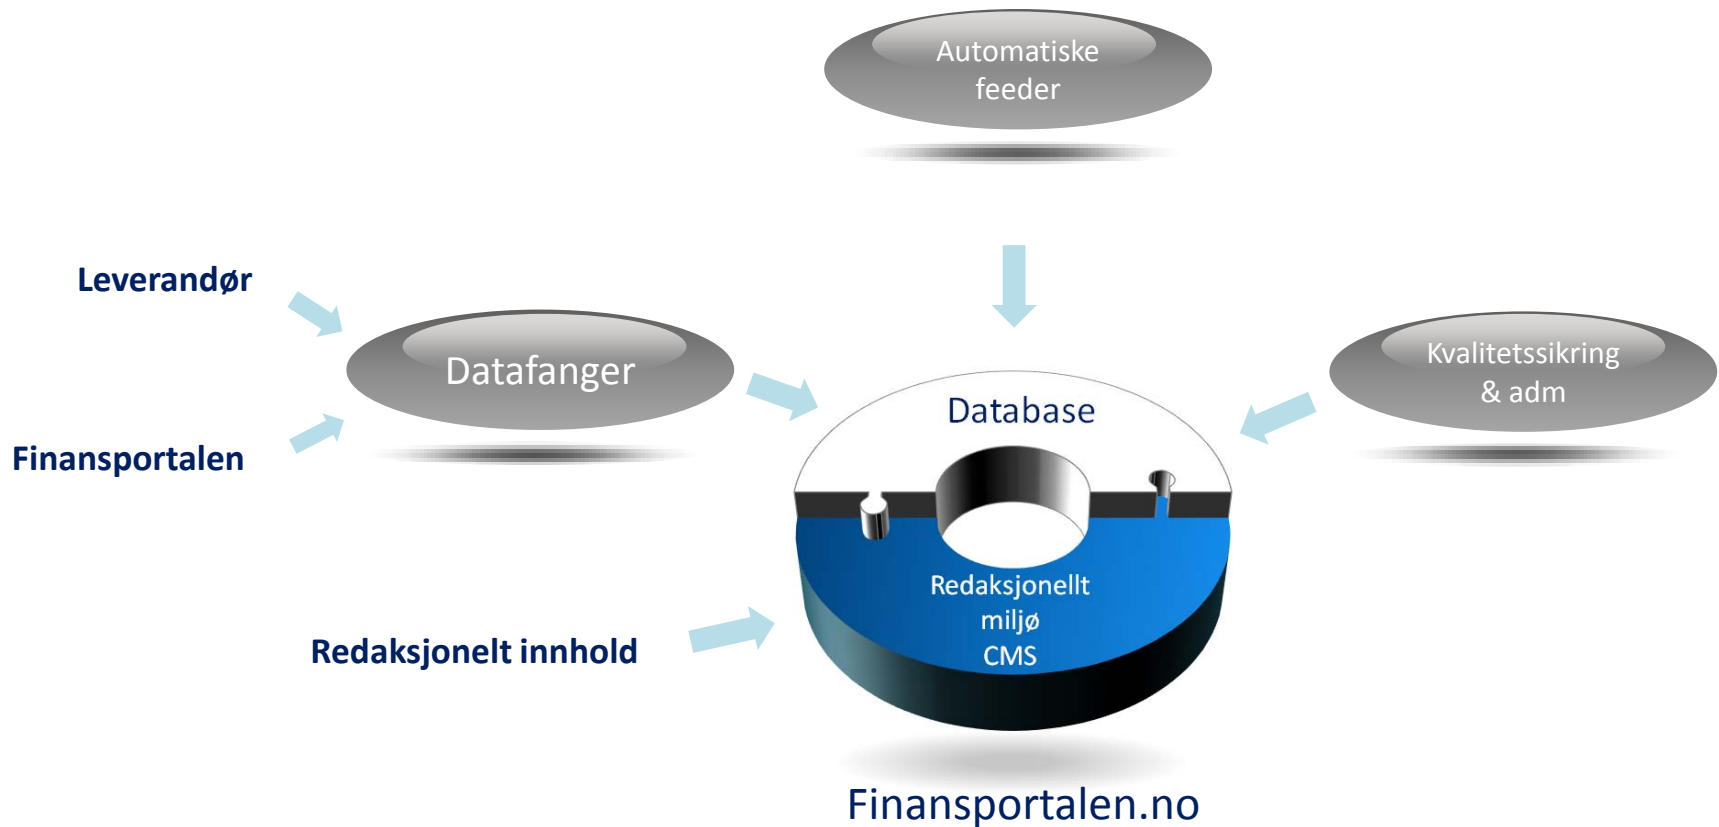 Automatiske
feeder
Leverandør
Datafanger
Kvalitetssikring
& adm
Finansportalen
Database
Redaksjonellt
miljø
CMS
Redaksjonelt innhold
Finansportalen.no